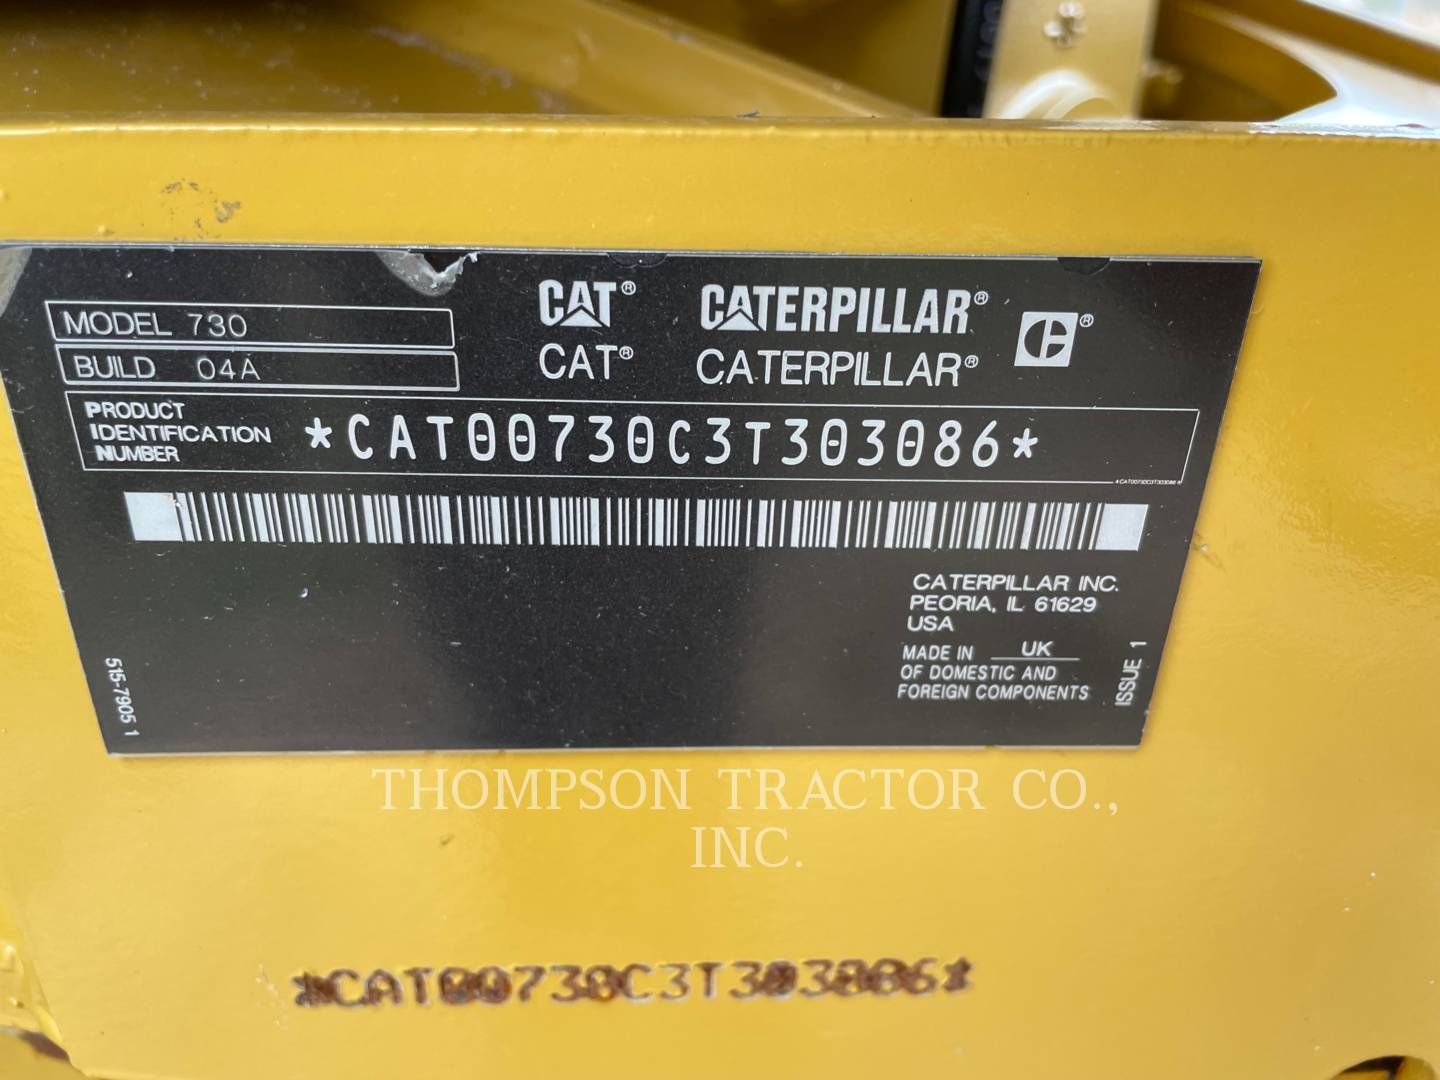 MODEL 730
BUILD 04A
CAT® CATERPILLAR® C®
CAT® CATERPILLAR®
PRODUCT
IDENTIFICATION
NUMBER
*CAT00730C3T303086*
*CAT00730C3T303086*
CATERPILLAR INC.
PEORIA, IL 61629
USA
MADE IN UK
OF DOMESTIC AND
FOREIGN COMPONENTS
ISSUE 1
515-7905 1
THOMPSON TRACTOR CO.,
INC.
*CAT00730C3T303086*